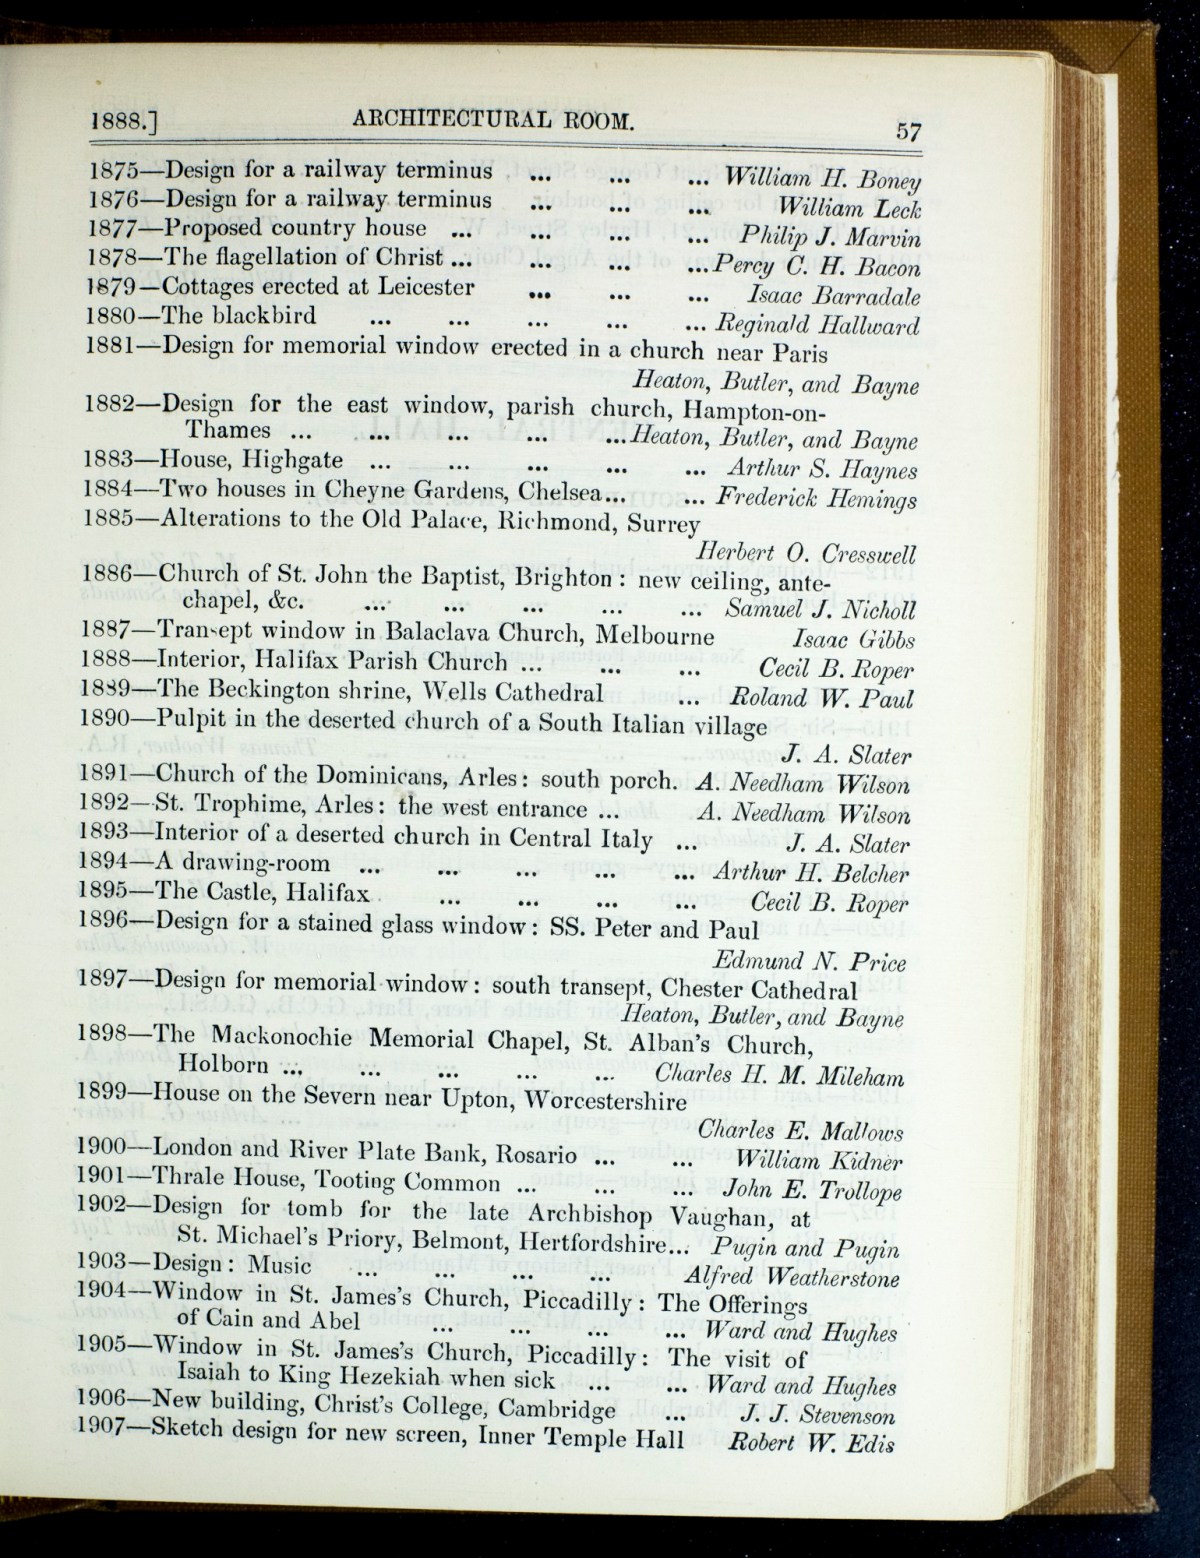 1888.] ARCHITECTURAL ROOM. 57
1875—Design for a railway terminus ... ... ... William H. Boney
1876—Design for a railway terminus ... ... ... William Leck
1877—Proposed country house ... ... ... ... Philip J. Marvin
1878—The flagellation of Christ ... ... ... ... Percy C. H. Bacon
1879—Cottages erected at Leicester ... ... ... Isaac Barradale
1880—The blackbird ... ... ... ... ... Reginald Hallward
1881—Design for memorial window erected in a church near Paris
Heaton, Butler, and Bayne
1882—Design for the east window, parish church, Hampton-on-
Thames ... ... ... ... ... Heaton, Butler, and Bayne
1883—House, Highgate ... ... ... ... ... Arthur S. Haynes
1884—Two houses in Cheyne Gardens, Chelsea... ... Frederick Hemings
1885—Alterations to the Old Palace, Richmond, Surrey
Herbert O. Cresswell
1886—Church of St. John the Baptist, Brighton : new ceiling, ante-
chapel, &c. ... ... ... ... ... Samuel J. Nicholl
1887—Transept window in Balaclava Church, Melbourne Isaac Gibbs
1888—Interior, Halifax Parish Church ... ... ... Cecil B. Roper
1889—The Beckington shrine, Wells Cathedral ... Roland W. Paul
1890—Pulpit in the deserted church of a South Italian village
J. A. Slater
1891—Church of the Dominicans, Arles : south porch. A. Needham Wilson
1892—St. Trophime, Arles : the west entrance ... A. Needham Wilson
1893—Interior of a deserted church in Central Italy ... J. A. Slater
1894—A drawing-room ... ... ... ... ... Arthur H. Belcher
1895—The Castle, Halifax ... ... ... ... Cecil B. Roper
1896—Design for a stained glass window : SS. Peter and Paul
Edmund N. Price
1897—Design for memorial window : south transept, Chester Cathedral
Heaton, Butler, and Bayne
1898—The Mackonochie Memorial Chapel, St. Alban's Church,
Holborn ... ... ... ... ... Charles H. M. Mileham
1899—House on the Severn near Upton, Worcestershire
Charles E. Mallows
1900—London and River Plate Bank, Rosario ... ... William Kidner
1901—Thrale House, Tooting Common ... ... ... John E. Trollope
1902—Design for tomb for the late Archbishop Vaughan, at
St. Michael's Priory, Belmont, Hertfordshire... Pugin and Pugin
1903—Design : Music ... ... ... ... Alfred Weatherstone
1904—Window in St. James's Church, Piccadilly : The Offerings
of Cain and Abel ... ... ... ... Ward and Hughes
1905—Window in St. James's Church, Piccadilly : The visit of
Isaiah to King Hezekiah when sick ... ... Ward and Hughes
1906—New building, Christ's College, Cambridge ... J. J. Stevenson
1907—Sketch design for new screen, Inner Temple Hall Robert W. Edis